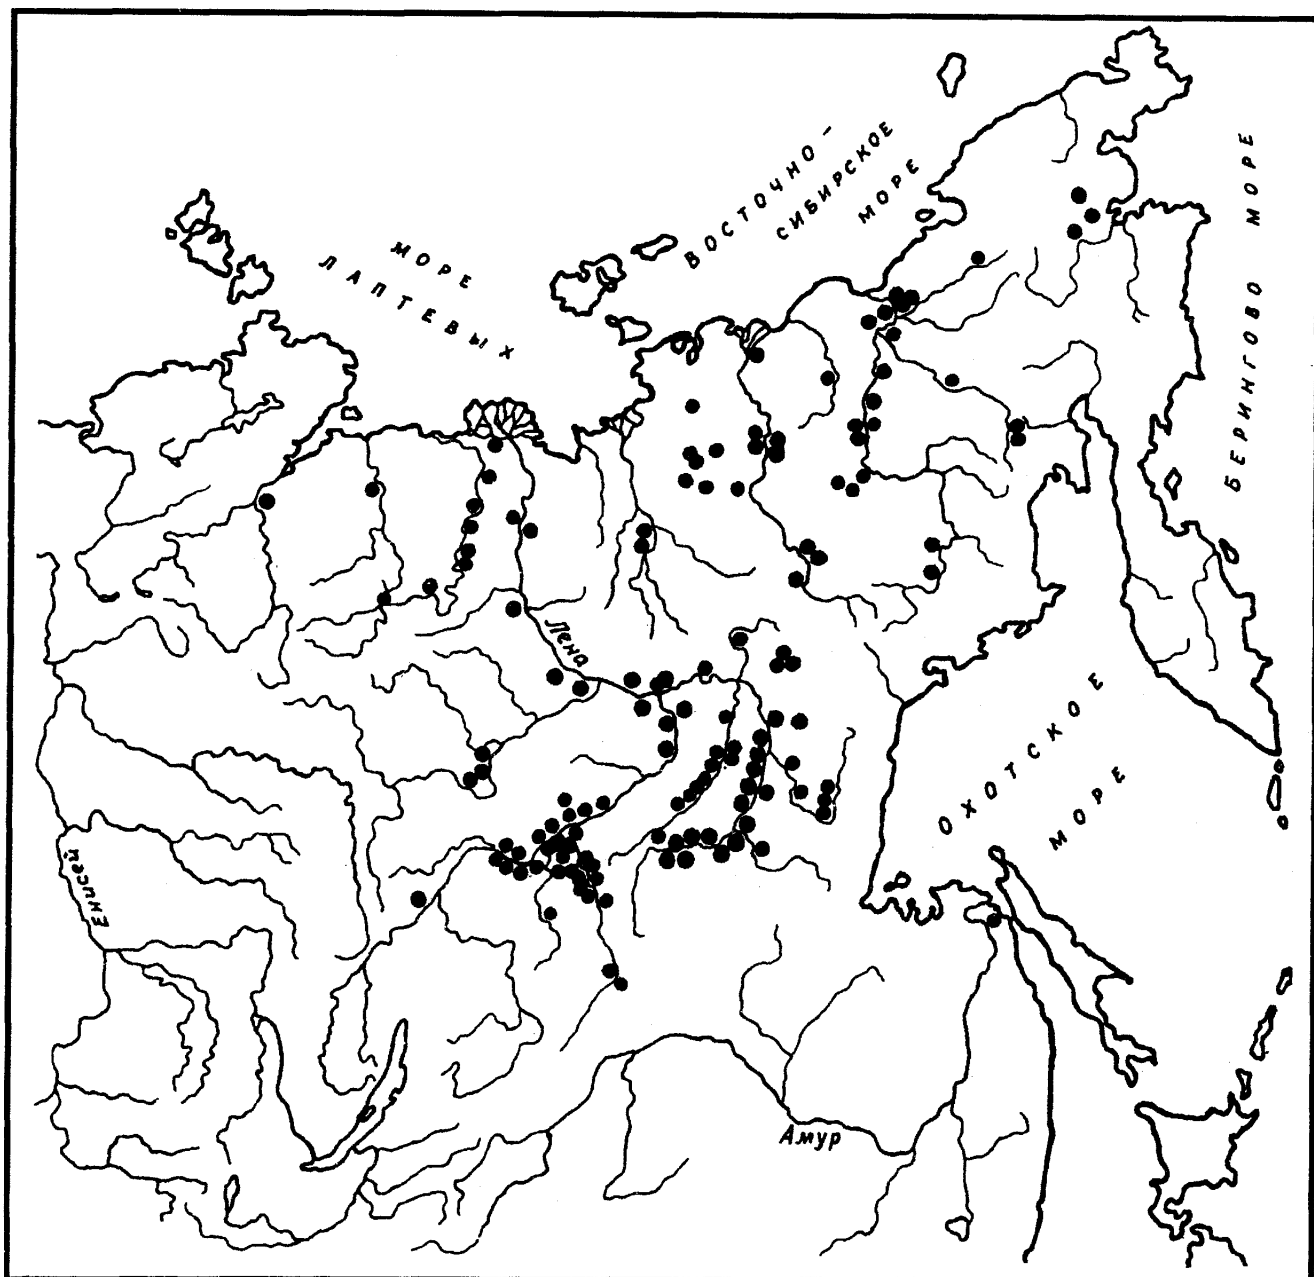 МОРЕ
ЛАПТЕВЫХ
ВОСТОЧНО-
СИБИРСКОЕ
МОРЕ
БЕРИНГОВО МОРЕ
Лена
ОХОТСКОЕ
МОРЕ
Енисей
Амур